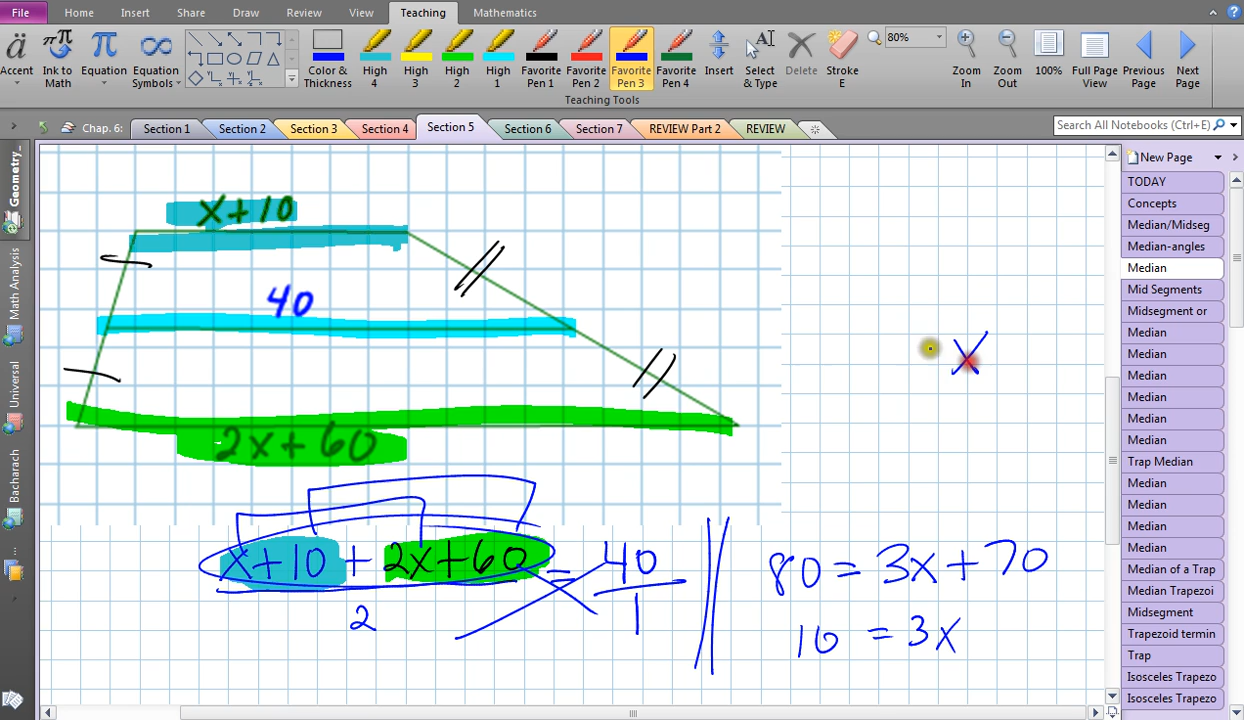 File Home Insert Share Draw Review View Teaching Mathematics
Accent Ink to Math Equation Equation Symbols Color & Thickness High 4 High 3 High 2 High 1 Favorite Pen 1 Favorite Pen 2 Favorite Pen 3 Favorite Pen 4 Insert Select & Type Delete Stroke E 80% Zoom In Zoom Out 100% Full Page View Previous Page Next Page
Teaching Tools
Chap. 6: Section 1 Section 2 Section 3 Section 4 Section 5 Section 6 Section 7 REVIEW Part 2 REVIEW Search All Notebooks (Ctrl+E)
Geometry_
Math Analysis
Universal
Bacharach
x+10
40
2x+60
x
x+10 + 2x+60 = 40
2 1
80 = 3x+70
10 = 3x
New Page
TODAY
Concepts
Median/Midseg
Median-angles
Median
Mid Segments
Midsegment or
Median
Median
Median
Median
Median
Median
Trap Median
Median
Median
Median
Median
Median of a Trap
Median Trapezoi
Midsegment
Trapezoid termin
Trap
Isosceles Trapezo
Isosceles Trapezo